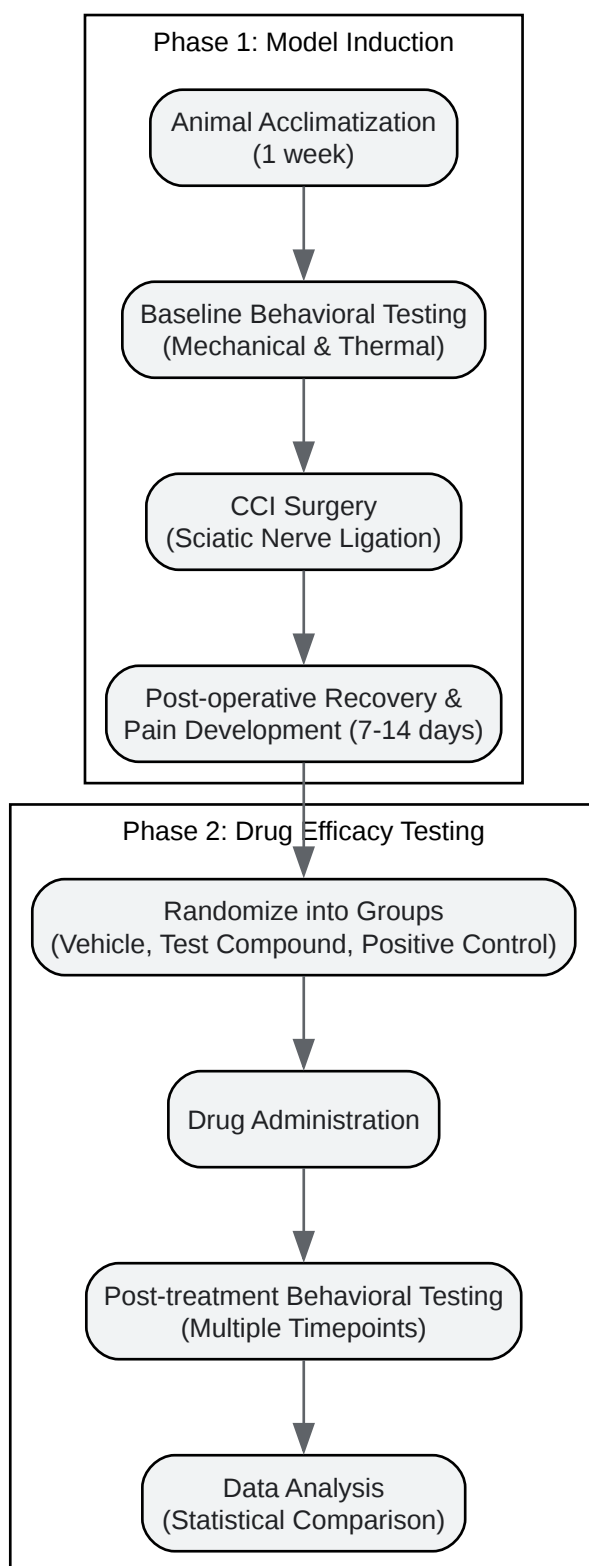 Phase 1: Model Induction
Animal Acclimatization
(1 week)
Baseline Behavioral Testing
(Mechanical & Thermal)
CCI Surgery
(Sciatic Nerve Ligation)
Post-operative Recovery &
Pain Development (7-14 days)
Phase 2: Drug Efficacy Testing
Randomize into Groups
(Vehicle, Test Compound, Positive Control)
Drug Administration
Post-treatment Behavioral Testing
(Multiple Timepoints)
Data Analysis
(Statistical Comparison)